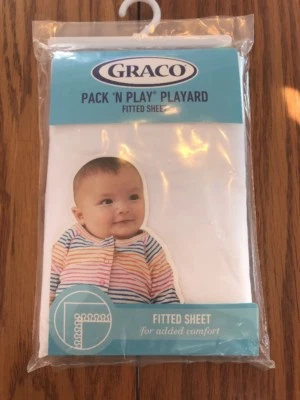 GRACO
PACK 'N PLAY® PLAYARD
FITTED SHEET
FITTED SHEET
for added comfort